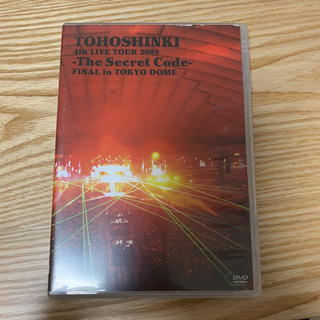 TOHOSHINKI
4th LIVE TOUR 2009
-The Secret Code-
FINAL in TOKYO DOME
DVD